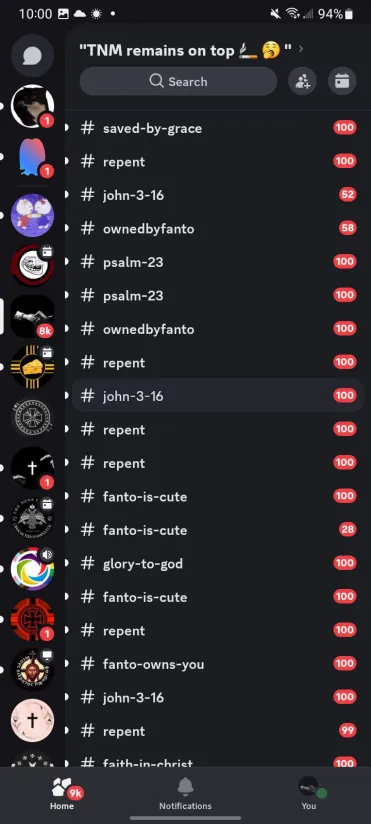 10:00 94%
"TNM remains on top 🚬 🥱 "
Search
1
# saved-by-grace 100
# repent 100
1
# john-3-16 52
# ownedbyfanto 58
# psalm-23 100
# psalm-23 100
# ownedbyfanto 100
8k
# repent 100
# john-3-16 100
# repent 100
# repent 100
1
# fanto-is-cute 100
# fanto-is-cute 28
# glory-to-god 100
# fanto-is-cute 100
# repent 100
1
# fanto-owns-you 100
# john-3-16 100
# repent 99
# faith-in-christ 100
9k
Home Notifications You